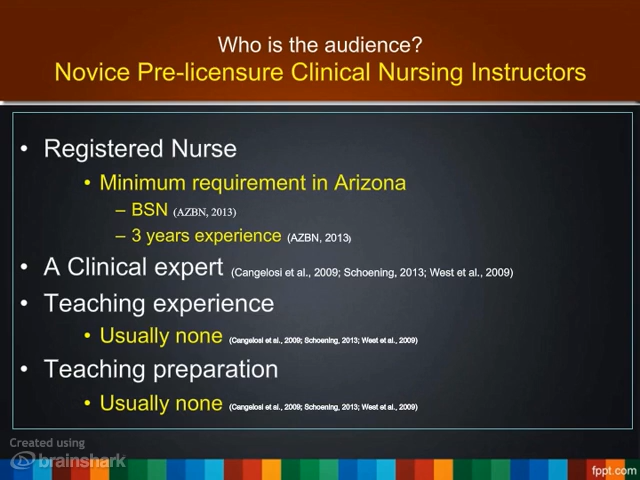 Who is the audience?
Novice Pre-licensure Clinical Nursing Instructors
• Registered Nurse
• Minimum requirement in Arizona
– BSN (AZBN, 2013)
– 3 years experience (AZBN, 2013)
• A Clinical expert (Cangelosi et al., 2009; Schoening, 2013; West et al., 2009)
• Teaching experience
• Usually none (Cangelosi et al., 2009; Schoening, 2013; West et al., 2009)
• Teaching preparation
• Usually none (Cangelosi et al., 2009; Schoening, 2013; West et al., 2009)
Created using
brainshark
fppt.com